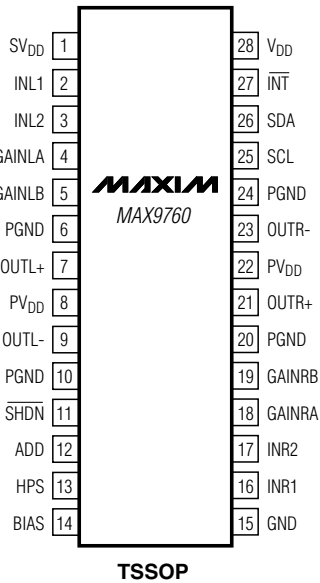 SVDD 1 28 VDD
INL1 2 27 INT
INL2 3 26 SDA
GAINLA 4 25 SCL
GAINLB 5 MAXIM 24 PGND
PGND 6 MAX9760 23 OUTR-
OUTL+ 7 22 PVDD
PVDD 8 21 OUTR+
OUTL- 9 20 PGND
PGND 10 19 GAINRB
SHDN 11 18 GAINRA
ADD 12 17 INR2
HPS 13 16 INR1
BIAS 14 15 GND
TSSOP